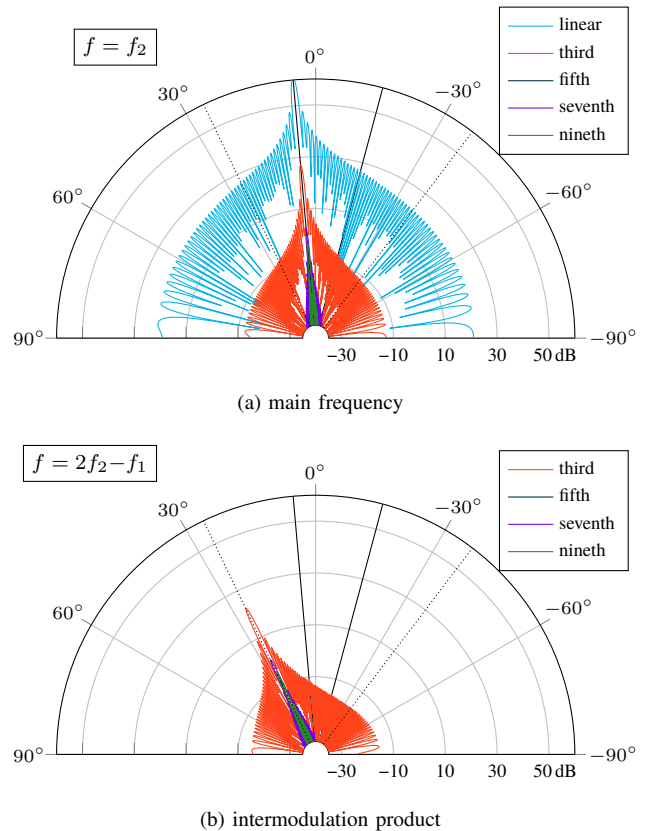 f = f₂
linear
third
fifth
seventh
nineth
0°
30°
−30°
60°
−60°
90°
−90°
−30 −10 10 30 50 dB
(a) main frequency
f = 2f₂−f₁
third
fifth
seventh
nineth
0°
30°
−30°
60°
−60°
90°
−90°
−30 −10 10 30 50 dB
(b) intermodulation product